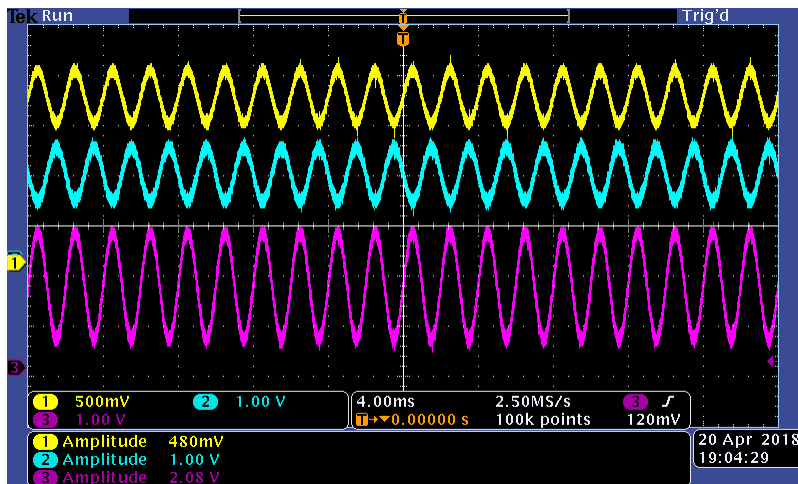 Tek Run Trig'd
T
T
1
3
1 500mV 2 1.00 V
3 1.00 V
4.00ms 2.50MS/s 3
T→▼0.00000 s 100k points 120mV
1 Amplitude 480mV
2 Amplitude 1.00 V
3 Amplitude 2.08 V
20 Apr 2018
19:04:29